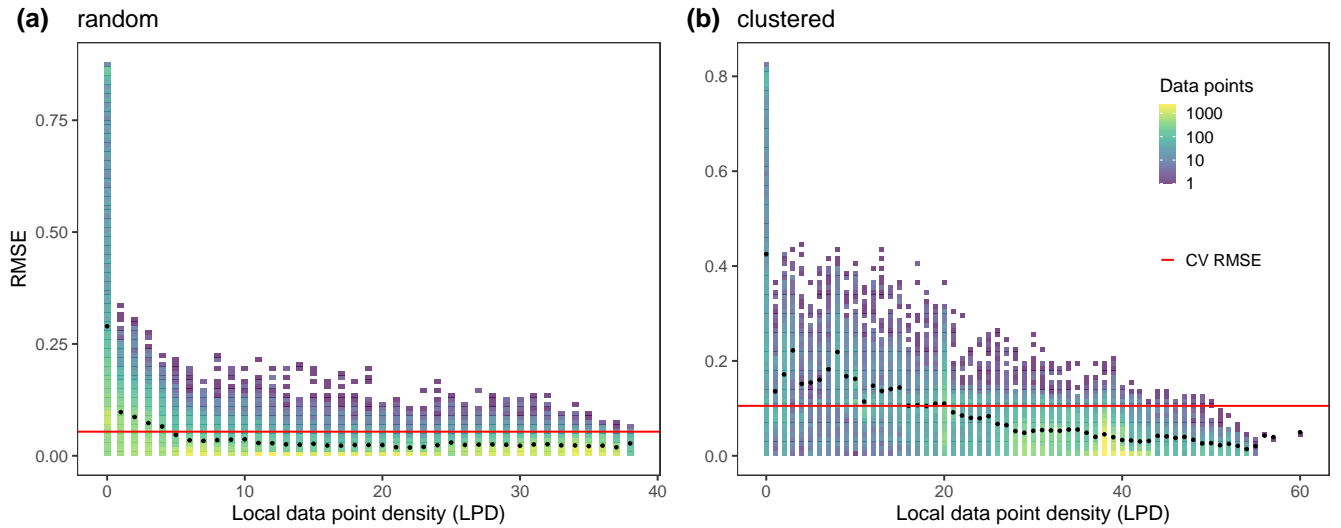 (a) random
(b) clustered
RMSE
0.75
0.50
0.25
0.00
0 10 20 30 40
Local data point density (LPD)
0.8
0.6
0.4
0.2
0.0
0 20 40 60
Local data point density (LPD)
Data points
1000
100
10
1
CV RMSE